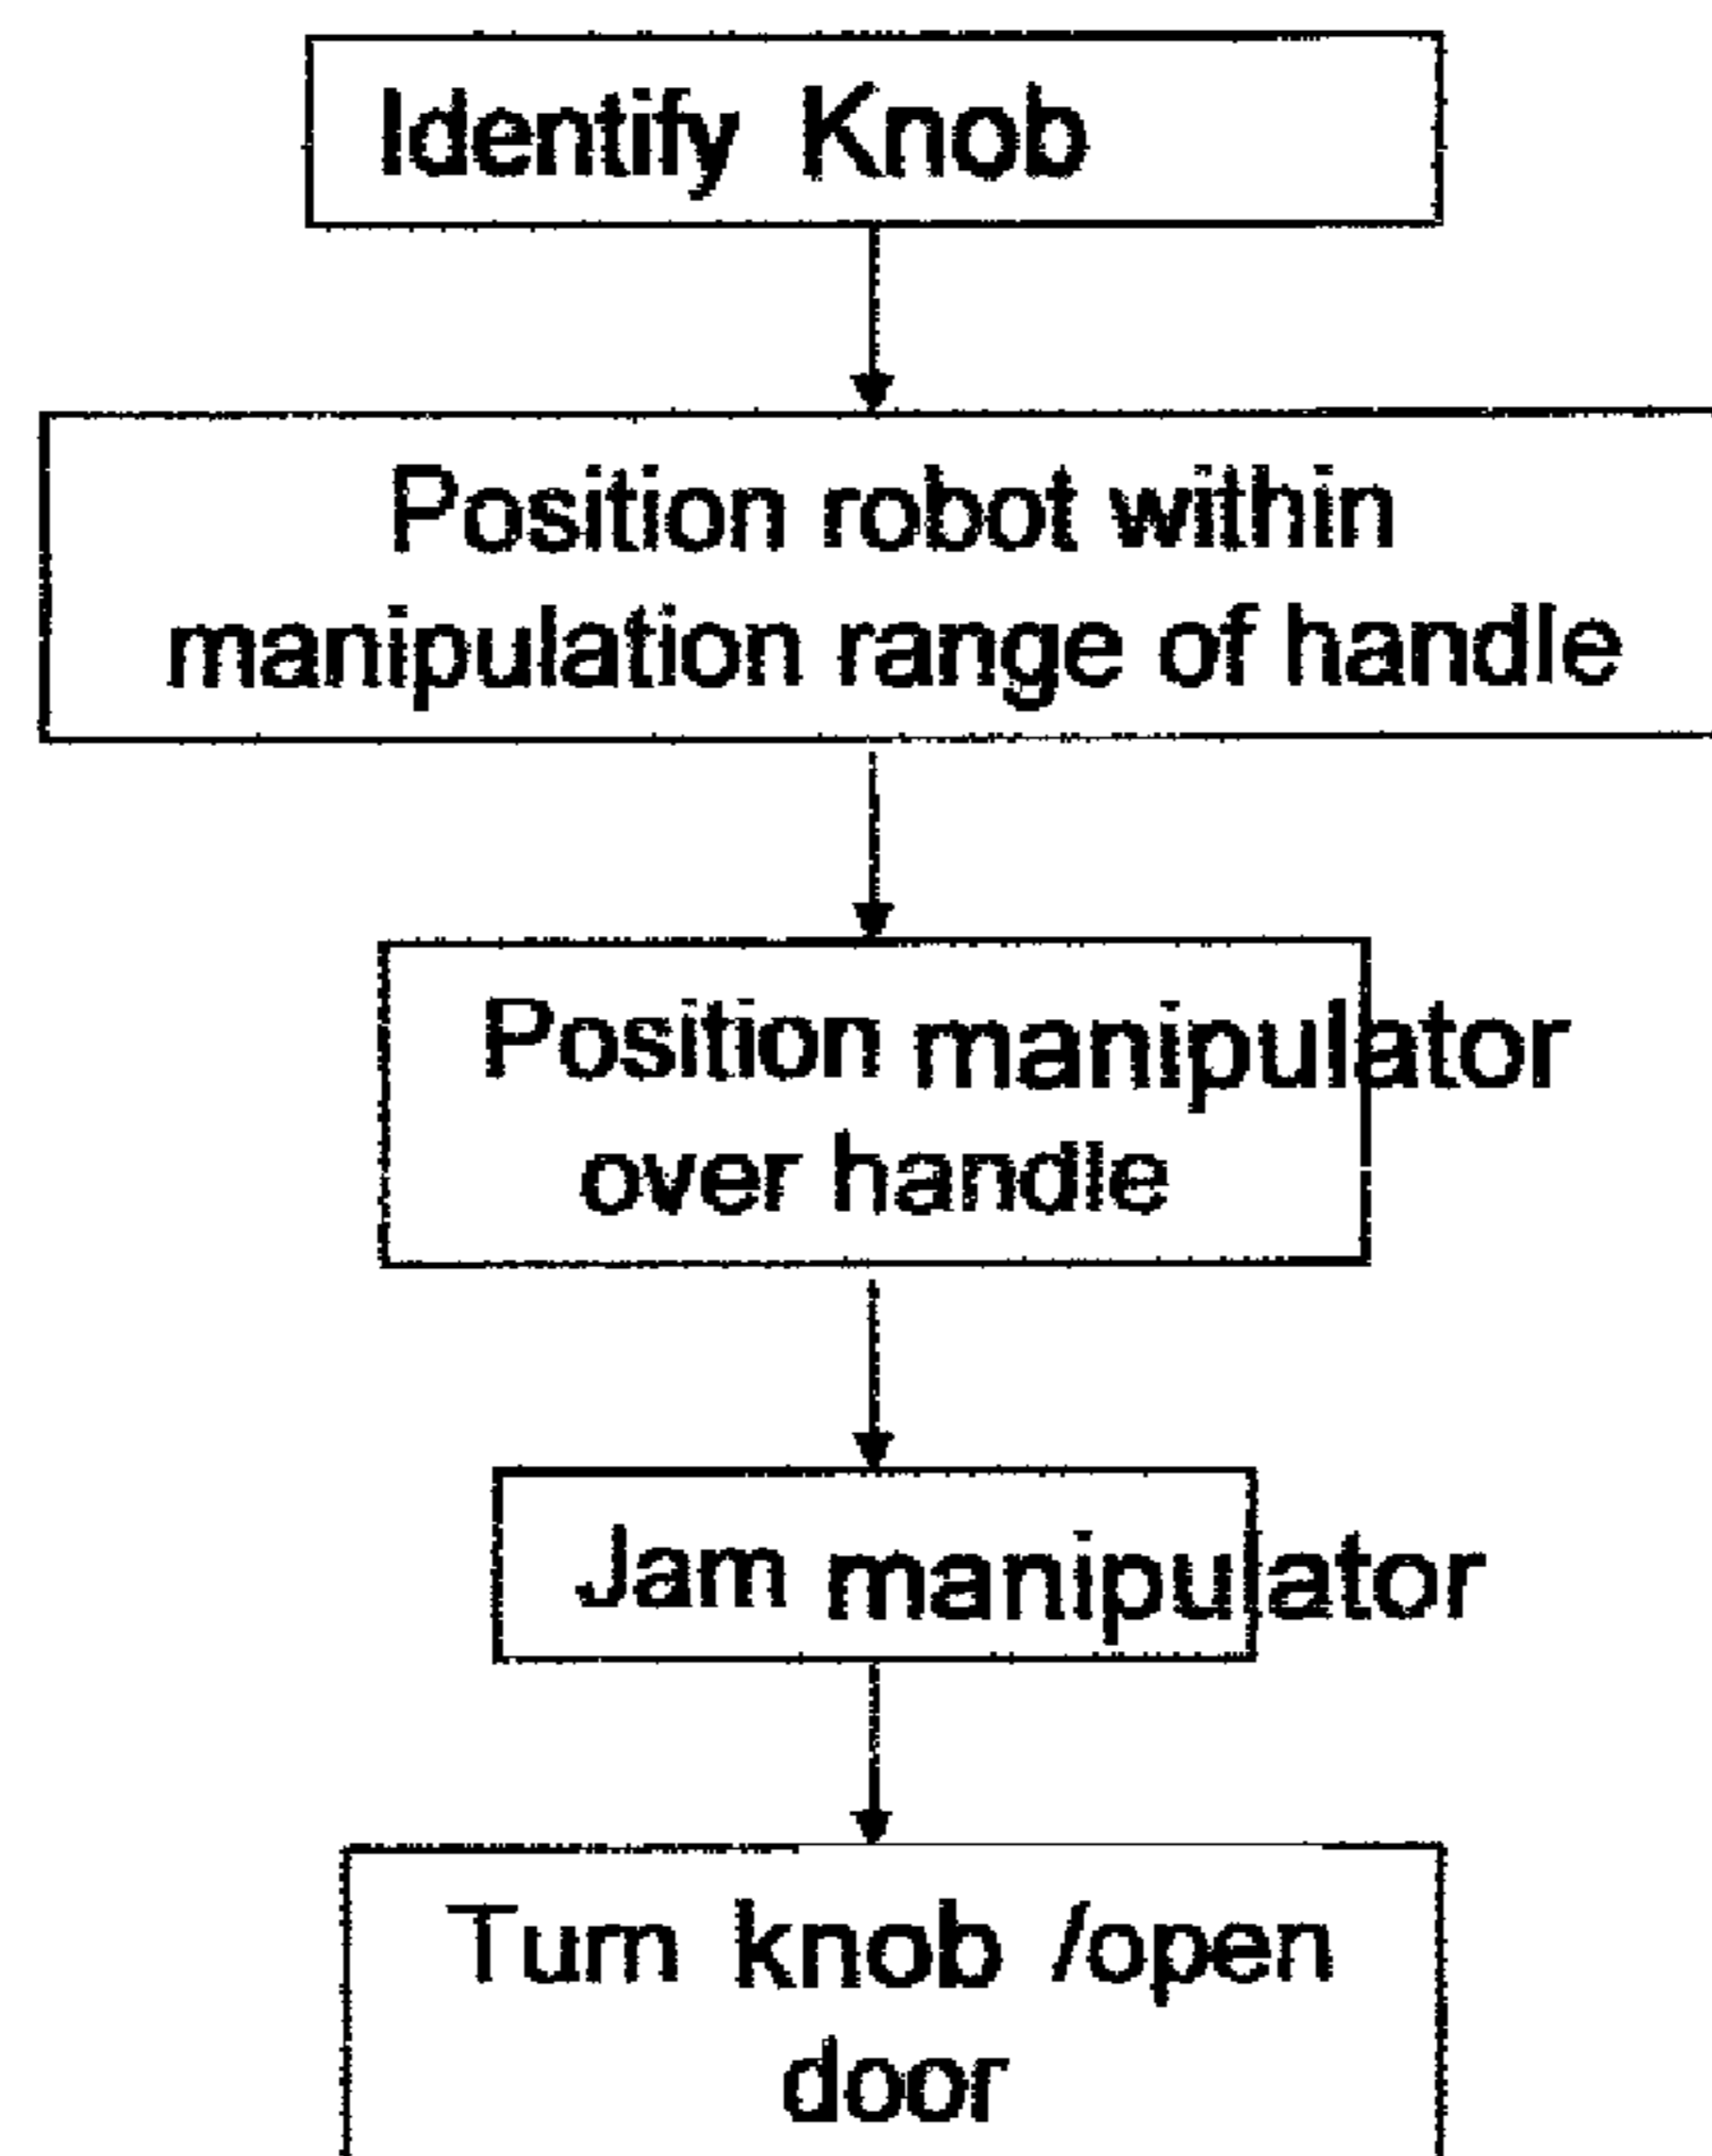 Identify Knob
Position robot within
manipulation range of handle
Position manipulator
over handle
Jam manipulator
Turn knob /open
door